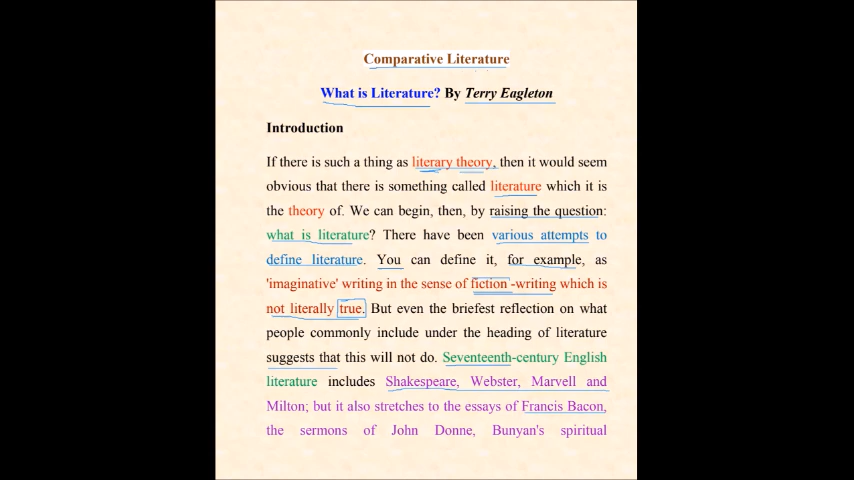 Comparative Literature
What is Literature? By Terry Eagleton
Introduction
If there is such a thing as literary theory, then it would seem
obvious that there is something called literature which it is
the theory of. We can begin, then, by raising the question:
what is literature? There have been various attempts to
define literature. You can define it, for example, as
'imaginative' writing in the sense of fiction -writing which is
not literally true. But even the briefest reflection on what
people commonly include under the heading of literature
suggests that this will not do. Seventeenth-century English
literature includes Shakespeare, Webster, Marvell and
Milton; but it also stretches to the essays of Francis Bacon,
the sermons of John Donne, Bunyan's spiritual